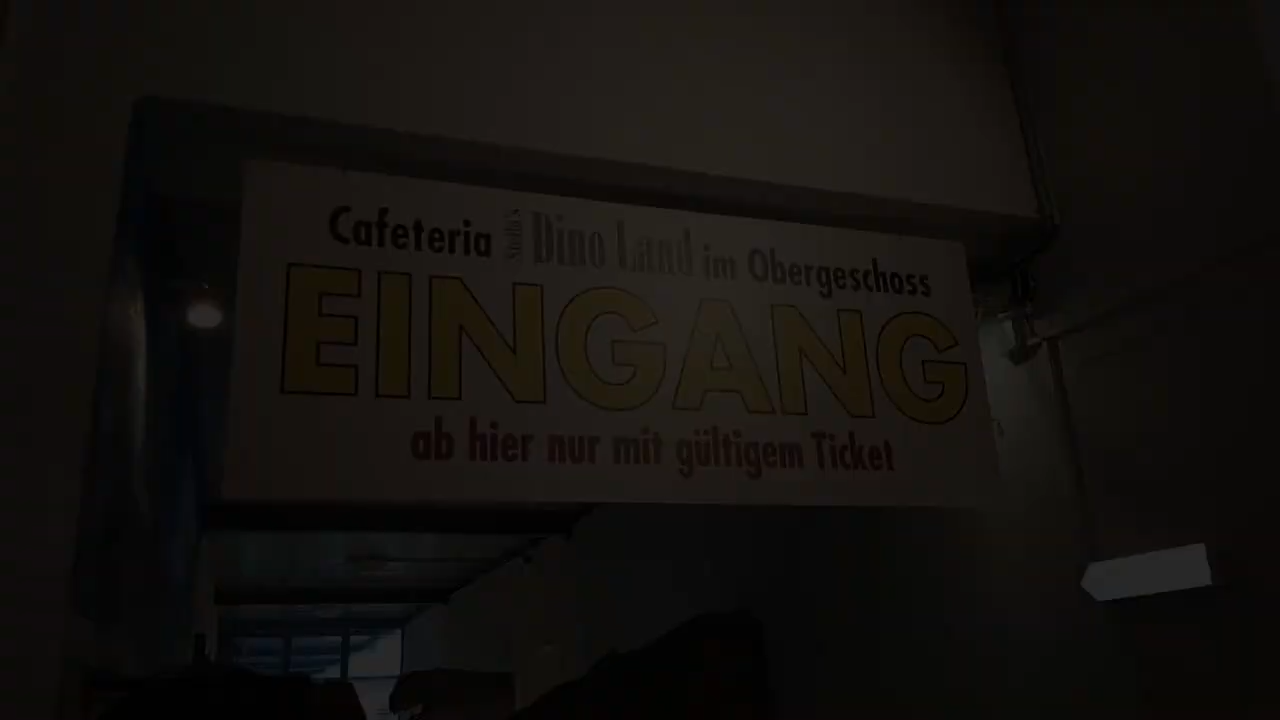 Cafeteria Dino Land im Obergeschoss
EINGANG
ab hier nur mit gültigem Ticket